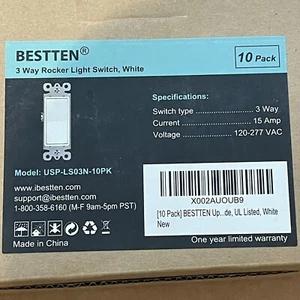 BESTTEN®
10 Pack
3 Way Rocker Light Switch, White
Specifications:
Switch type ........ 3 Way
Current ........ 15 Amp
Voltage ........ 120-277 VAC
Model: USP-LS03N-10PK
www.ibestten.com
support@ibestten.com
1-800-358-6160 (M-F 9am-5pm PST)
Made in China
X002AUOUB9
[10 Pack] BESTTEN Up...de, UL Listed, White
New
One year limited warranty